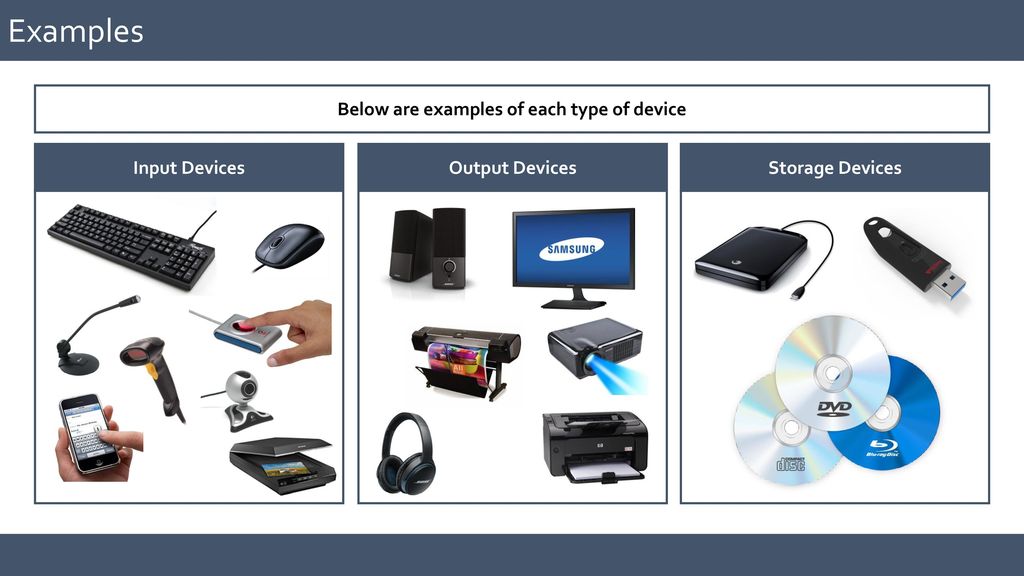 Examples
Below are examples of each type of device
Input Devices
Output Devices
Storage Devices
SAMSUNG
DVD
COMPACT
disc
Blu-ray Disc